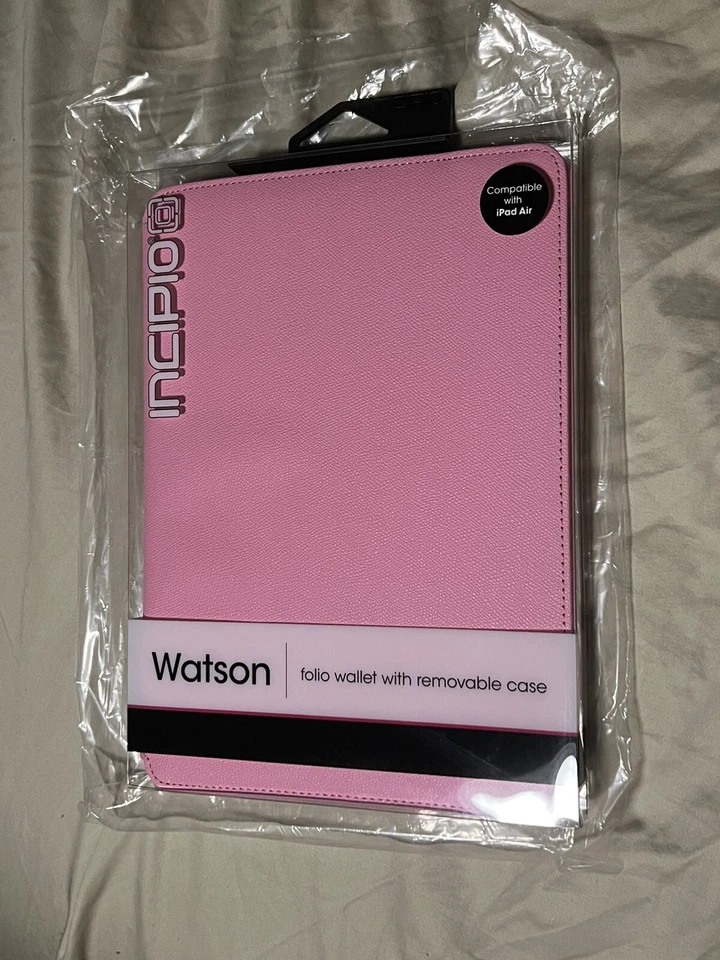 INCIPIO®
Compatible
with
iPad Air
Watson
folio wallet with removable case